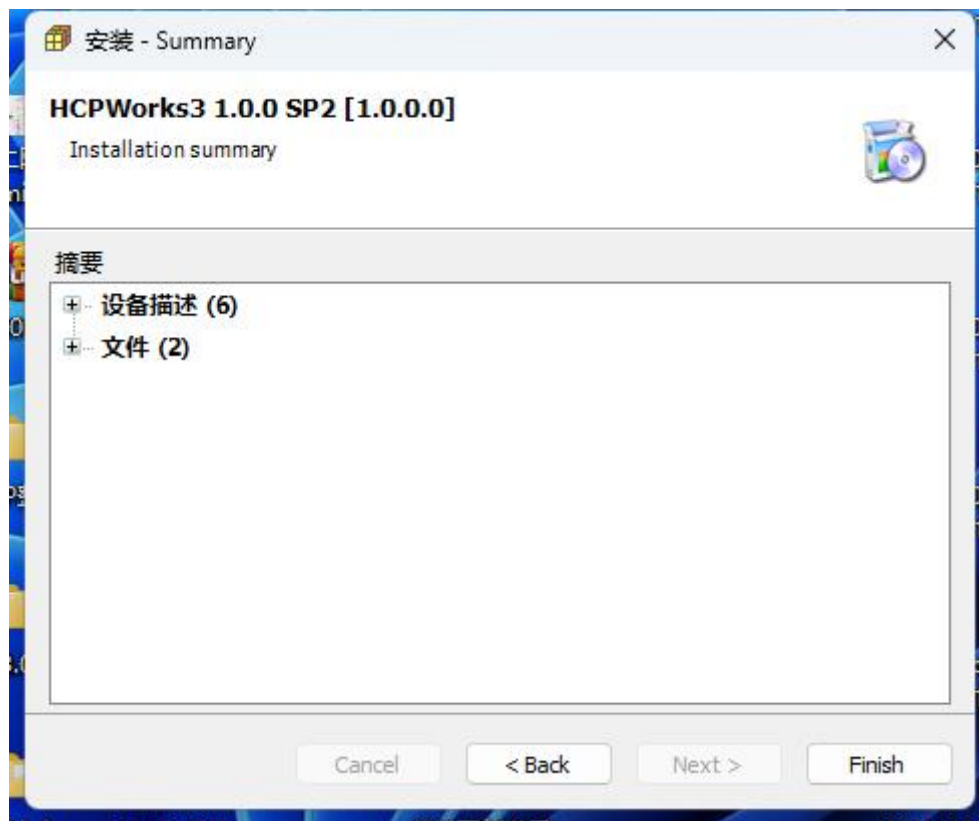 安装 - Summary
HCPWorks3 1.0.0 SP2 [1.0.0.0]
Installation summary
摘要
设备描述 (6)
文件 (2)
Cancel
< Back
Next >
Finish